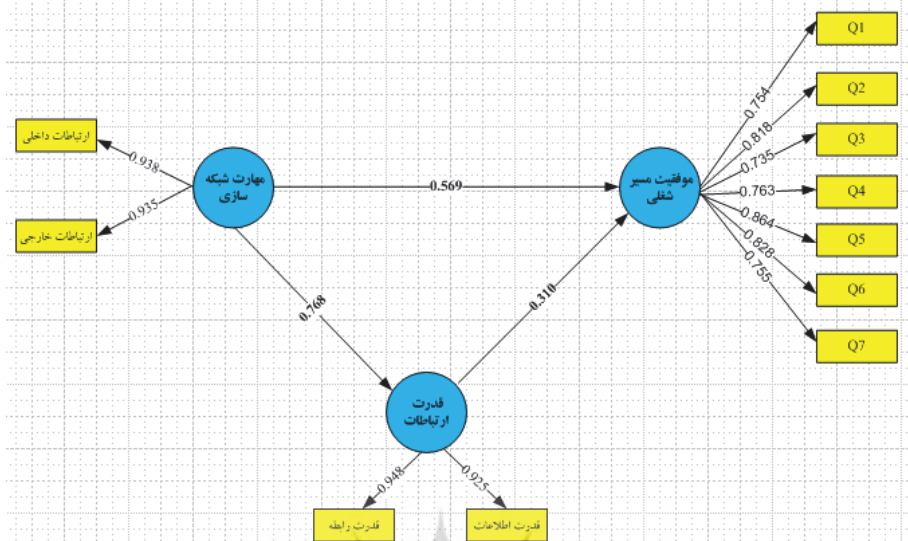 Q1
Q2
Q3
Q4
Q5
Q6
Q7
0.754
0.818
0.735
0.763
0.864
0.828
0.755
موفقیت مسیر
شغلی
0.569
مهارت شبکه
سازی
0.938
0.935
ارتباطات داخلی
ارتباطات خارجی
0.768
0.310
قدرت
ارتباطات
0.948
0.925
قدرت رابطه
قدرت اطلاعات